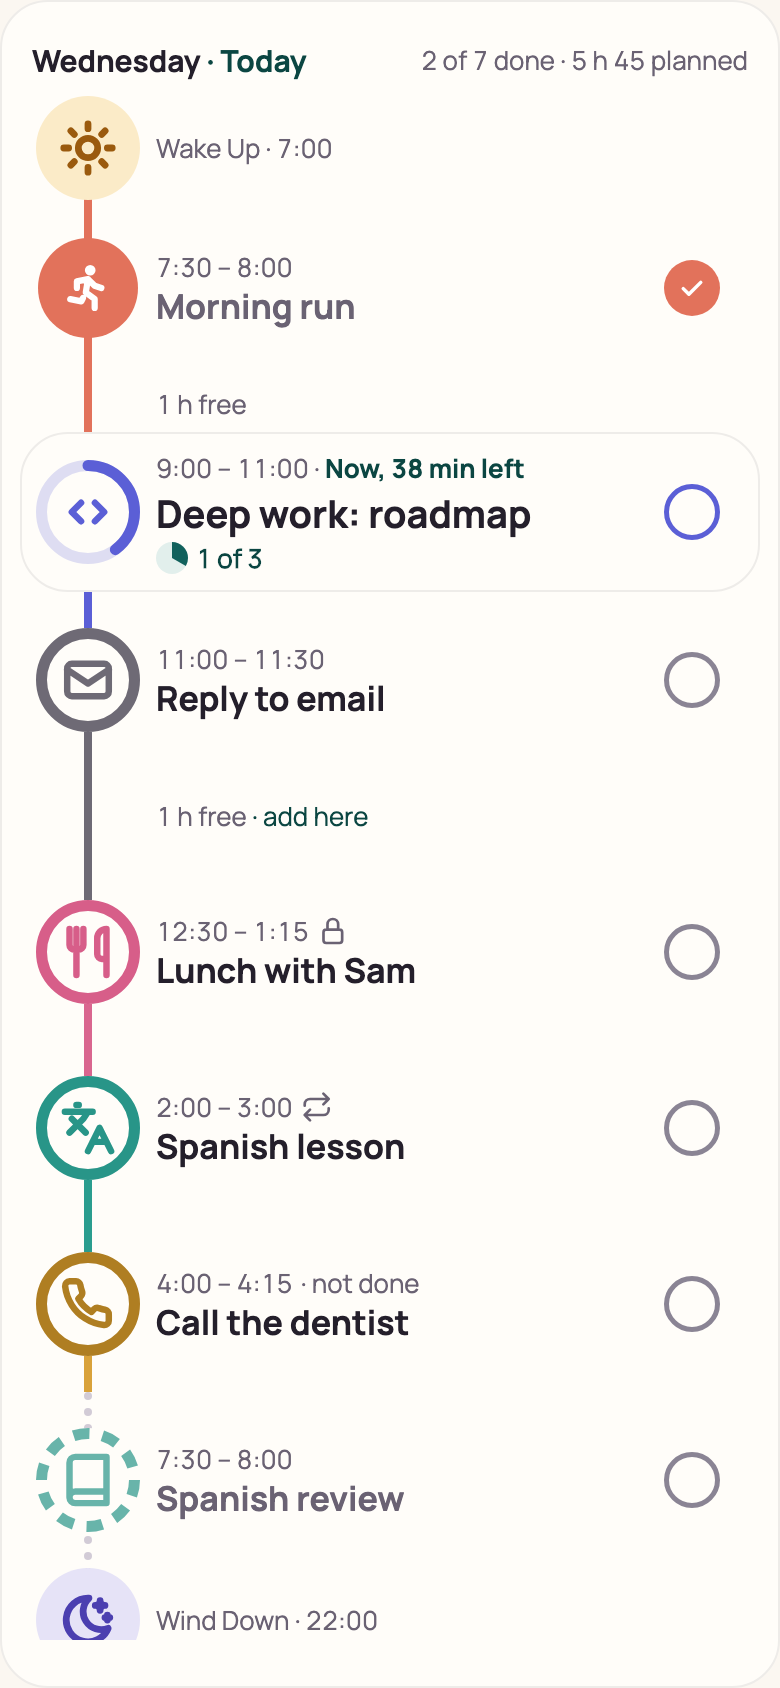 Wednesday · Today
2 of 7 done · 5 h 45 planned
Wake Up · 7:00
7:30 – 8:00
Morning run
1 h free
9:00 – 11:00 · Now, 38 min left
Deep work: roadmap
1 of 3
11:00 – 11:30
Reply to email
1 h free · add here
12:30 – 1:15
Lunch with Sam
2:00 – 3:00
Spanish lesson
4:00 – 4:15 · not done
Call the dentist
7:30 – 8:00
Spanish review
Wind Down · 22:00